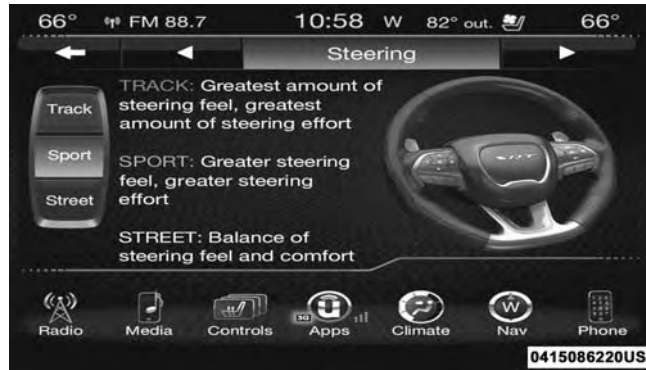 66° FM 88.7 10:58 W 82° out. 66°
Steering
Track
Sport
Street
TRACK: Greatest amount of
steering feel, greatest
amount of steering effort
SPORT: Greater steering
feel, greater steering
effort
STREET: Balance of
steering feel and comfort
SRT
3G
W
Radio Media Controls Apps Climate Nav Phone
0415086220US